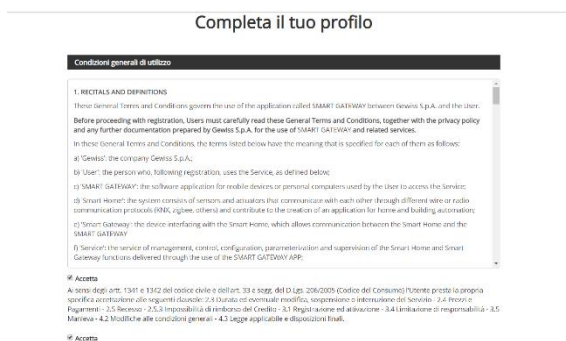 Completa il tuo profilo
Condizioni generali di utilizzo
1. RECITALS AND DEFINITIONS
These General Terms and Conditions govern the use of the application called SMART GATEWAY between Gewiss S.p.A. and the User.
Before proceeding with registration, Users must carefully read these General Terms and Conditions, together with the privacy policy
and any further documentation prepared by Gewiss S.p.A. for the use of SMART GATEWAY and related services.
In these General Terms and Conditions, the terms listed below have the meaning that is specified for each of them as follows:
a) 'Gewiss': the company Gewiss S.p.A.;
b) 'User': the person who, following registration, uses the Service, as defined below;
c) 'SMART GATEWAY': the software application for mobile devices or personal computers used by the User to access the Service;
d) 'Smart Home': the system consists of sensors and actuators that communicate with each other through different wire or radio
communication protocols (KNX, zigbee, others) and contribute to the creation of an application for home and building automation;
e) 'Smart Gateway': the device interfacing with the Smart Home, which allows communication between the Smart Home and the
SMART GATEWAY
f) 'Service': the service of management, control, configuration, parameterization and supervision of the Smart Home and Smart
Gateway functions delivered through the use of the SMART GATEWAY APP;
Accetta
Ai sensi degli artt. 1341 e 1342 del codice civile e dell'art. 33 e segg. del D.Lgs. 206/2005 (Codice del Consumo) l'Utente presta la propria
specifica accettazione alle seguenti clausole: 2.3 Durata ed eventuale modifica, sospensione e interruzione del Servizio - 2.4 Prezzi e
Pagamenti - 2.5 Recesso - 2.5.3 Impossibilità di rimborso del Credito - 3.1 Registrazione ed attivazione - 3.4 Limitazione di responsabilità - 3.5
Manleva - 4.2 Modifiche alle condizioni generali - 4.3 Legge applicabile e disposizioni finali.
Accetta